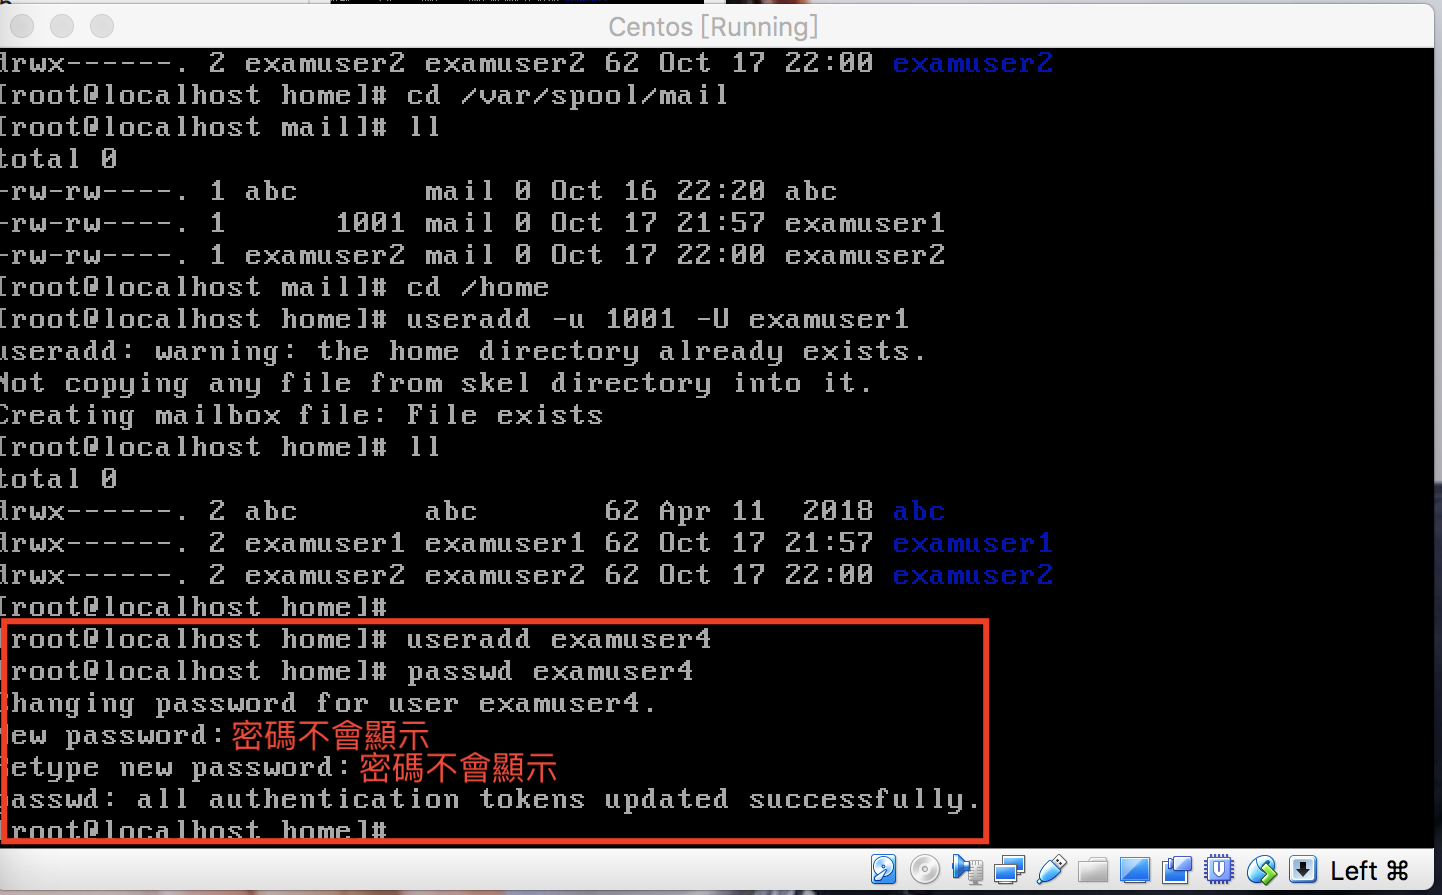 Centos [Running]
drwx------. 2 examuser2 examuser2 62 Oct 17 22:00 examuser2
[root@localhost home]# cd /var/spool/mail
[root@localhost mail]# ll
total 0
-rw-rw----. 1 abc       mail 0 Oct 16 22:20 abc
-rw-rw----. 1      1001 mail 0 Oct 17 21:57 examuser1
-rw-rw----. 1 examuser2 mail 0 Oct 17 22:00 examuser2
[root@localhost mail]# cd /home
[root@localhost home]# useradd -u 1001 -U examuser1
useradd: warning: the home directory already exists.
Not copying any file from skel directory into it.
Creating mailbox file: File exists
[root@localhost home]# ll
total 0
drwx------. 2 abc       abc       62 Apr 11  2018 abc
drwx------. 2 examuser1 examuser1 62 Oct 17 21:57 examuser1
drwx------. 2 examuser2 examuser2 62 Oct 17 22:00 examuser2
[root@localhost home]#
[root@localhost home]# useradd examuser4
[root@localhost home]# passwd examuser4
Changing password for user examuser4.
New password: 密碼不會顯示
Retype new password: 密碼不會顯示
passwd: all authentication tokens updated successfully.
[root@localhost home]#
Left ⌘